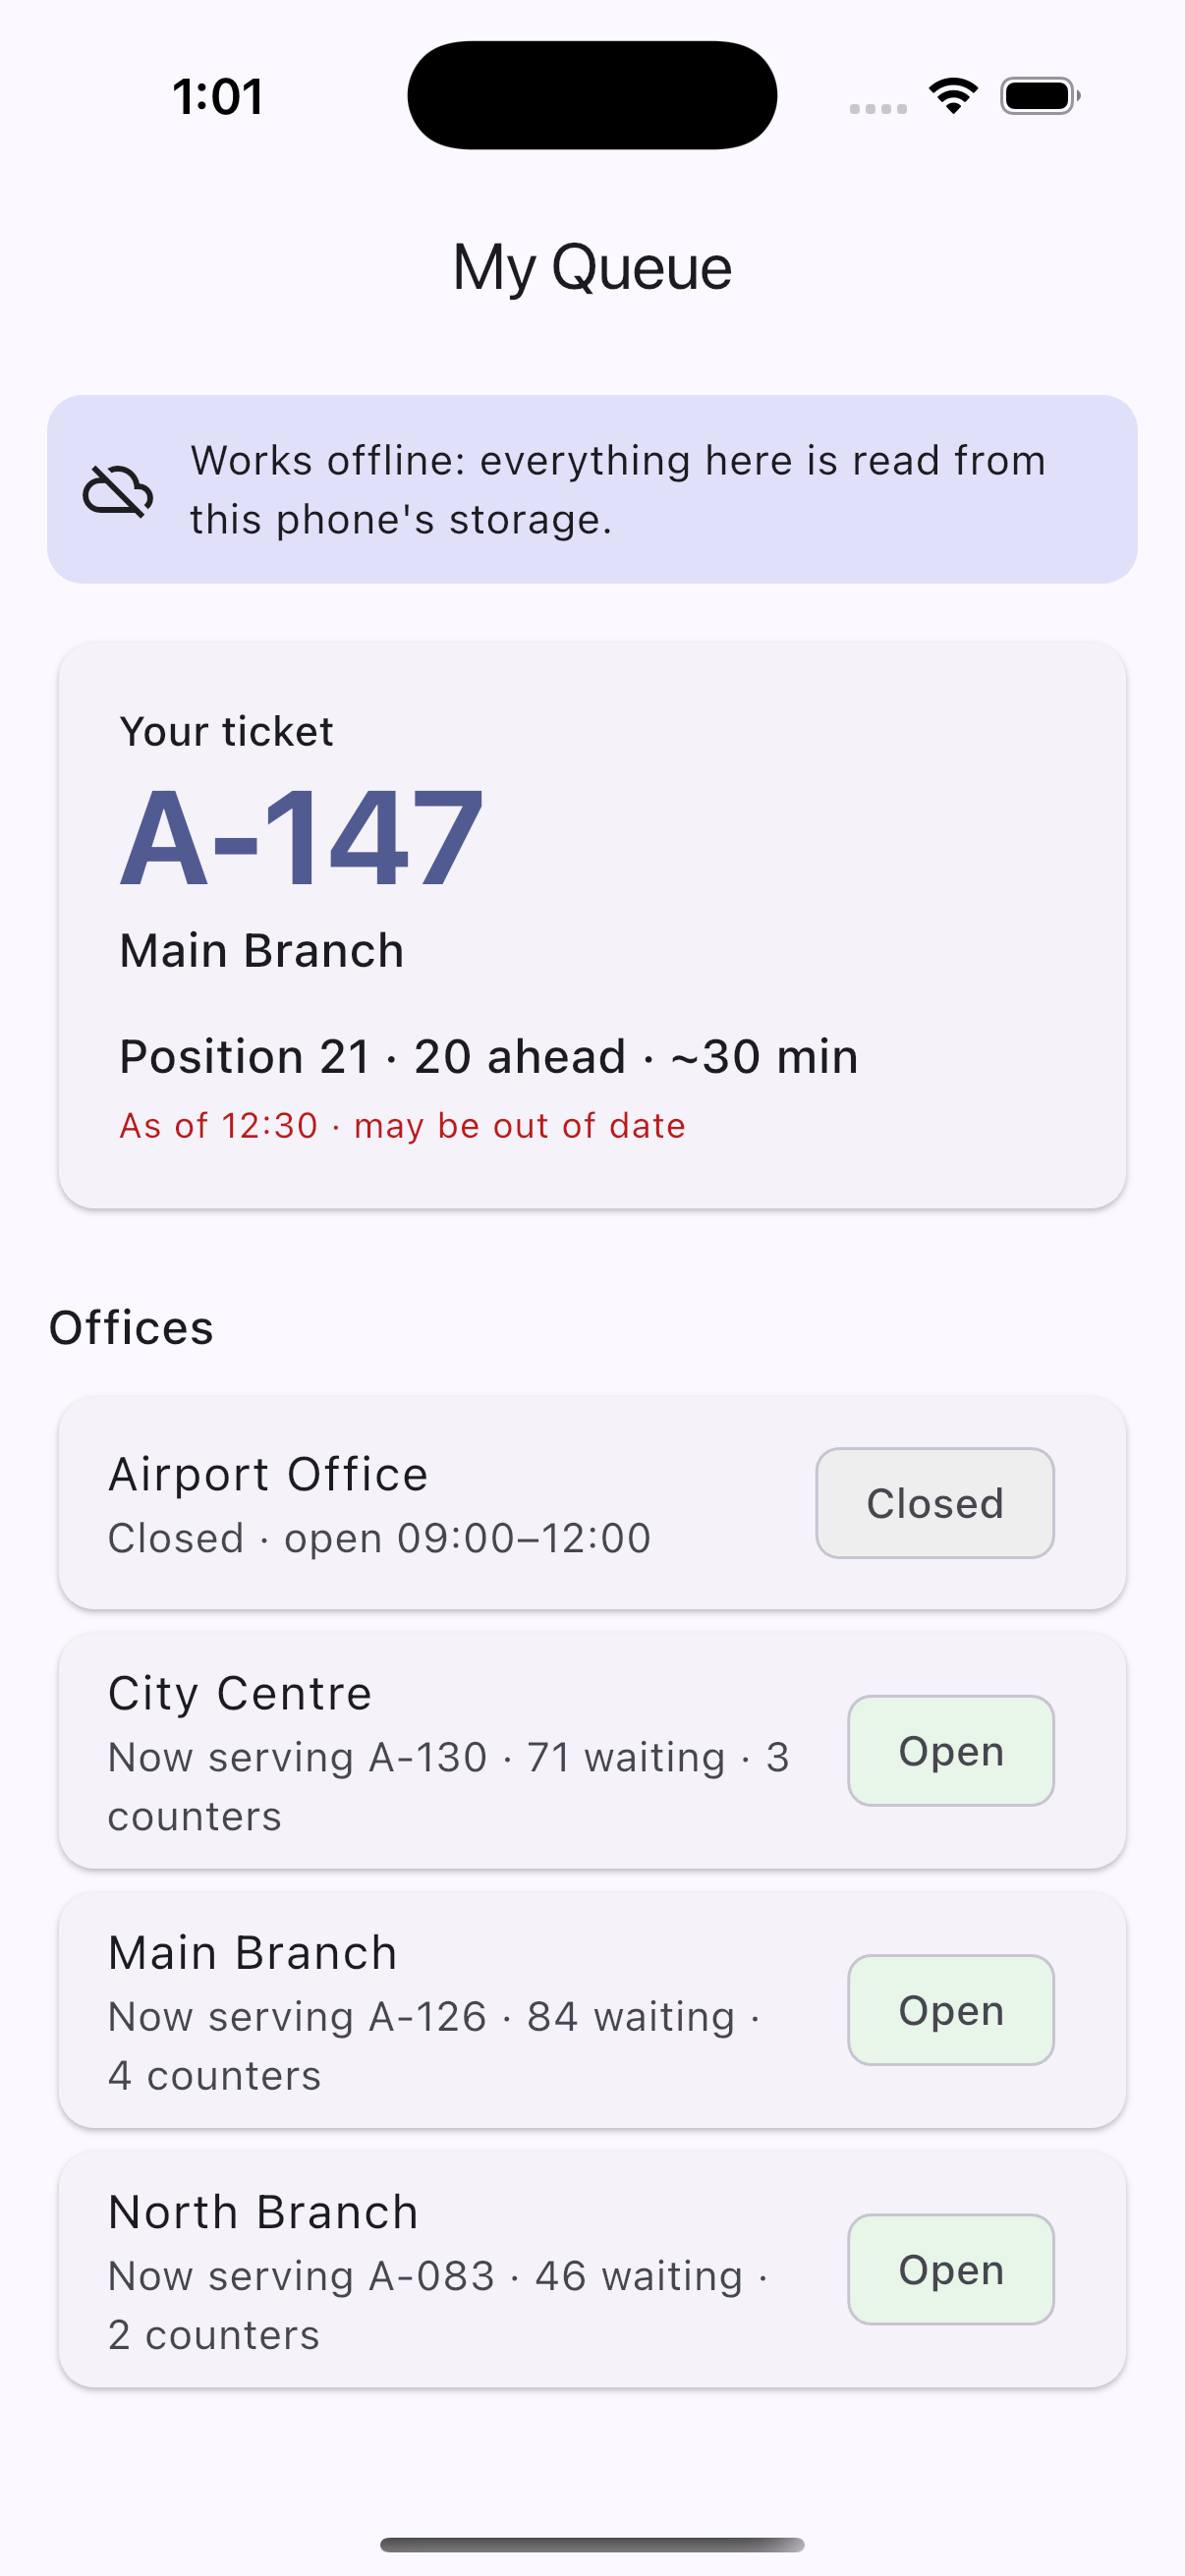 1:01
My Queue
Works offline: everything here is read from
this phone's storage.
Your ticket
A-147
Main Branch
Position 21 · 20 ahead · ~30 min
As of 12:30 · may be out of date
Offices
Airport Office
Closed · open 09:00–12:00
Closed
City Centre
Now serving A-130 · 71 waiting · 3
counters
Open
Main Branch
Now serving A-126 · 84 waiting ·
4 counters
Open
North Branch
Now serving A-083 · 46 waiting ·
2 counters
Open